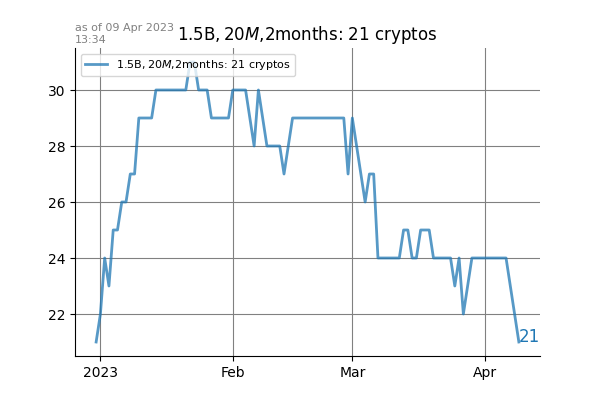 as of 09 Apr 2023
13:34
1.5B, 20M,2months: 21 cryptos
1.5B, 20M,2months: 21 cryptos
30
28
26
24
22
21
2023
Feb
Mar
Apr